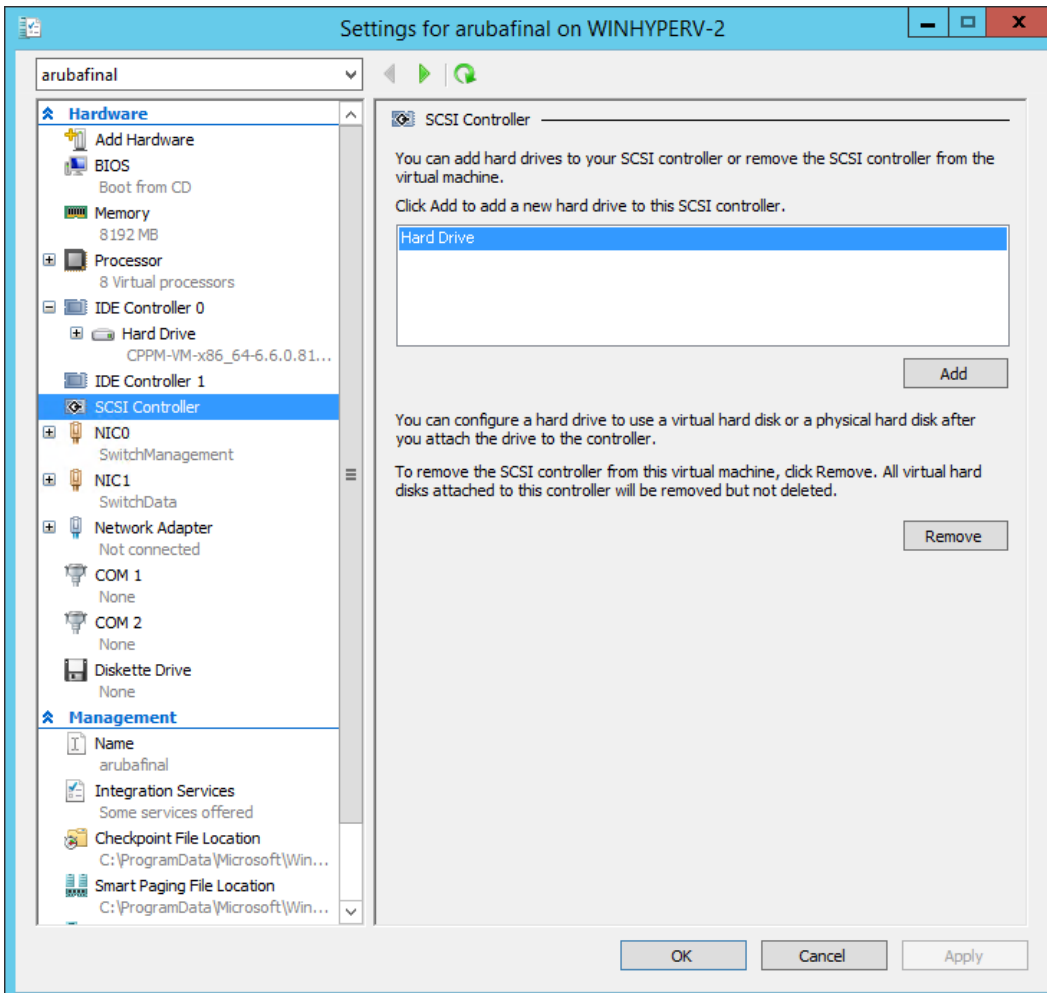 Settings for arubafinal on WINHYPERV-2
arubafinal
Hardware
Add Hardware
BIOS
Boot from CD
Memory
8192 MB
Processor
8 Virtual processors
IDE Controller 0
Hard Drive
CPPM-VM-x86_64-6.6.0.81...
IDE Controller 1
SCSI Controller
NIC0
SwitchManagement
NIC1
SwitchData
Network Adapter
Not connected
COM 1
None
COM 2
None
Diskette Drive
None
Management
Name
arubafinal
Integration Services
Some services offered
Checkpoint File Location
C:\ProgramData\Microsoft\Win...
Smart Paging File Location
C:\ProgramData\Microsoft\Win...
SCSI Controller
You can add hard drives to your SCSI controller or remove the SCSI controller from the
virtual machine.
Click Add to add a new hard drive to this SCSI controller.
Hard Drive
Add
You can configure a hard drive to use a virtual hard disk or a physical hard disk after
you attach the drive to the controller.
To remove the SCSI controller from this virtual machine, click Remove. All virtual hard
disks attached to this controller will be removed but not deleted.
Remove
OK
Cancel
Apply